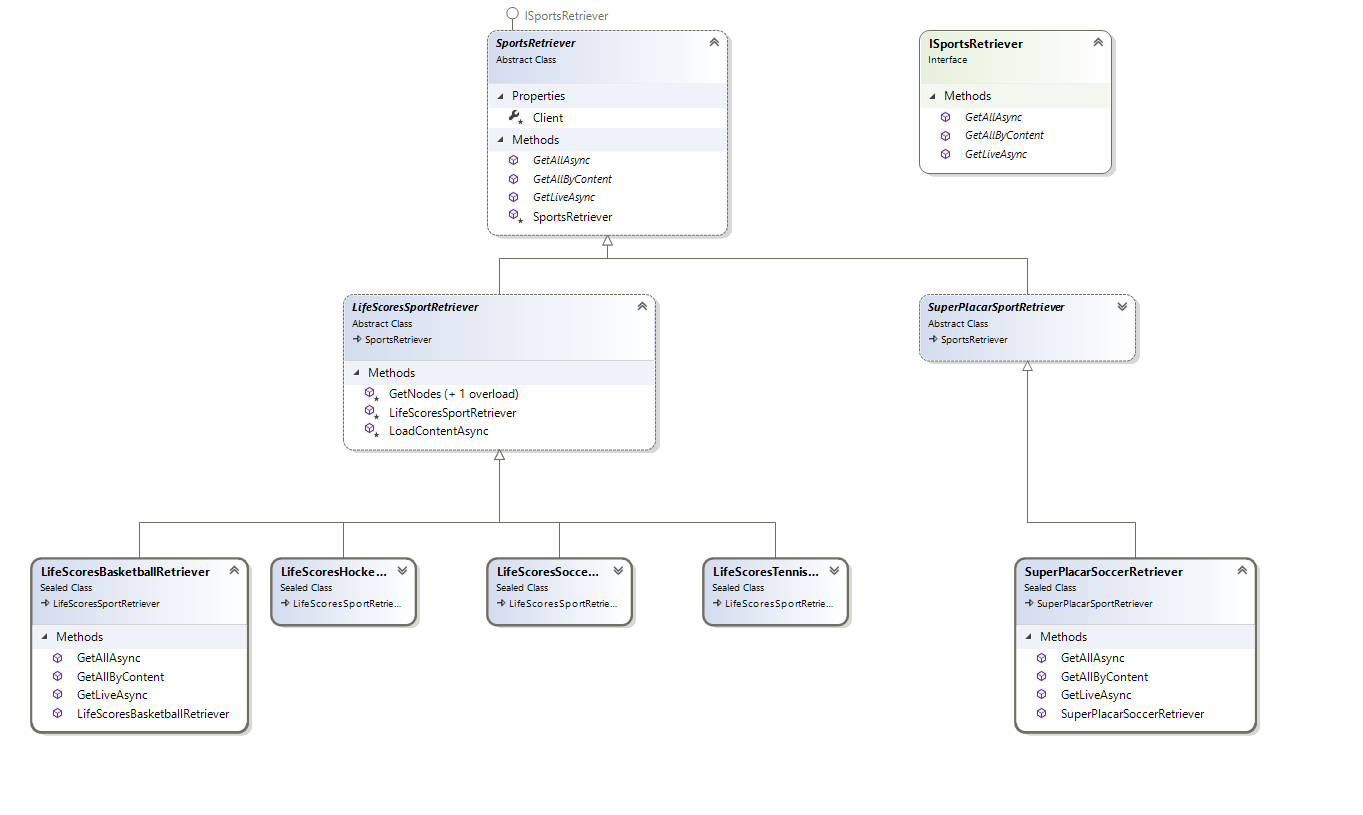 ISportsRetriever
SportsRetriever
Abstract Class
Properties
Client
Methods
GetAllAsync
GetAllByContent
GetLiveAsync
SportsRetriever
ISportsRetriever
Interface
Methods
GetAllAsync
GetAllByContent
GetLiveAsync
LifeScoresSportRetriever
Abstract Class
SportsRetriever
Methods
GetNodes (+ 1 overload)
LifeScoresSportRetriever
LoadContentAsync
SuperPlacarSportRetriever
Abstract Class
SportsRetriever
LifeScoresBasketballRetriever
Sealed Class
LifeScoresSportRetriever
Methods
GetAllAsync
GetAllByContent
GetLiveAsync
LifeScoresBasketballRetriever
LifeScoresHocke...
Sealed Class
LifeScoresSportRetrie...
LifeScoresSocce...
Sealed Class
LifeScoresSportRetrie...
LifeScoresTennis...
Sealed Class
LifeScoresSportRetrie...
SuperPlacarSoccerRetriever
Sealed Class
SuperPlacarSportRetriever
Methods
GetAllAsync
GetAllByContent
GetLiveAsync
SuperPlacarSoccerRetriever